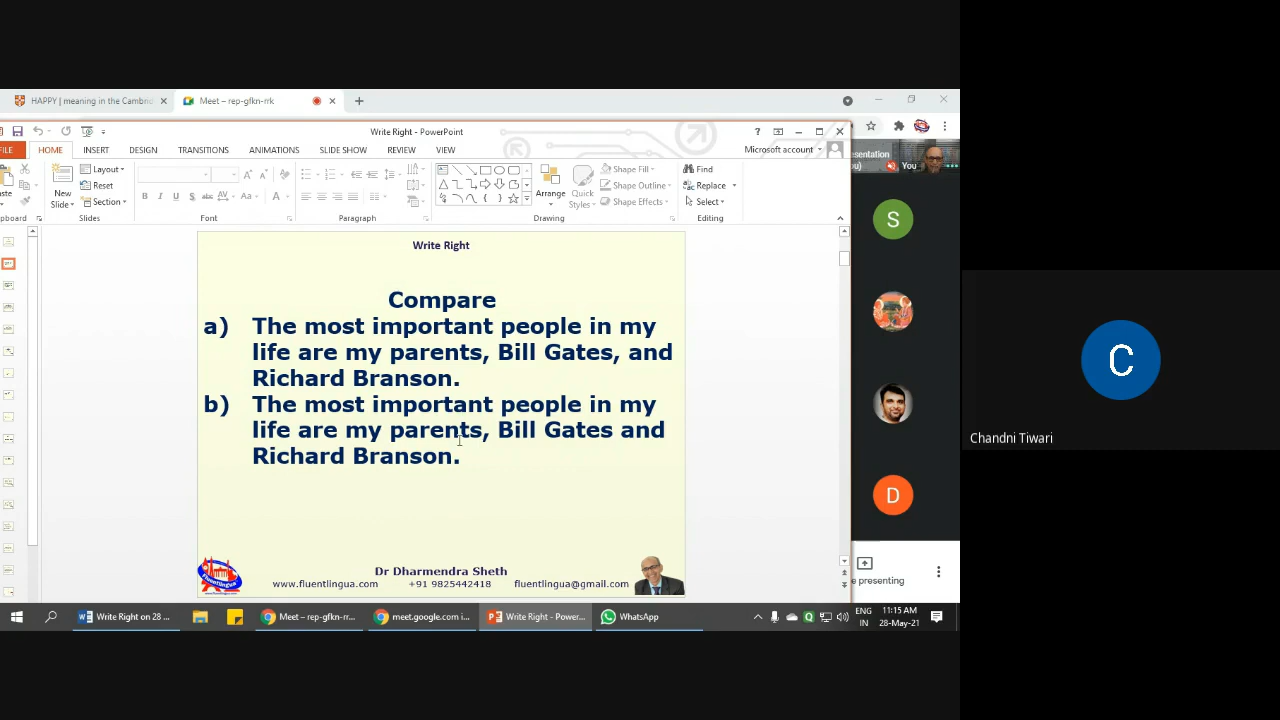 HAPPY | meaning in the Cambri
Meet – rep-gfkn-rrk
Write Right - PowerPoint
FILE HOME INSERT DESIGN TRANSITIONS ANIMATIONS SLIDE SHOW REVIEW VIEW
Microsoft account
New
Slide
Layout
Reset
Section
Slides
Font
Paragraph
Arrange
Quick
Styles
Shape Fill
Shape Outline
Shape Effects
Drawing
Find
Replace
Select
Editing
You
Write Right
Compare
a) The most important people in my
life are my parents, Bill Gates, and
Richard Branson.
b) The most important people in my
life are my parents, Bill Gates and
Richard Branson.
Dr Dharmendra Sheth
www.fluentlingua.com +91 9825442418 fluentlingua@gmail.com
S
D
e presenting
C
Chandni Tiwari
Write Right on 28 ...
Meet – rep-gfkn-rr...
meet.google.com i...
Write Right - Power...
WhatsApp
ENG
IN
11:15 AM
28-May-21